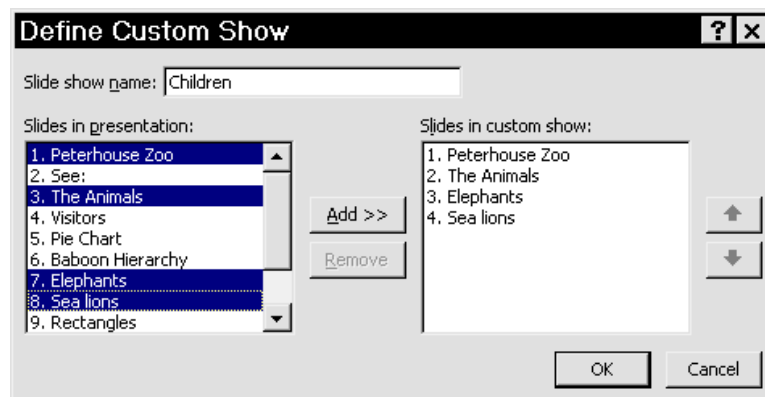 Define Custom Show
Slide show name: Children
Slides in presentation:
1. Peterhouse Zoo
2. See:
3. The Animals
4. Visitors
5. Pie Chart
6. Baboon Hierarchy
7. Elephants
8. Sea lions
9. Rectangles
Add >>
Remove
Slides in custom show:
1. Peterhouse Zoo
2. The Animals
3. Elephants
4. Sea lions
OK
Cancel